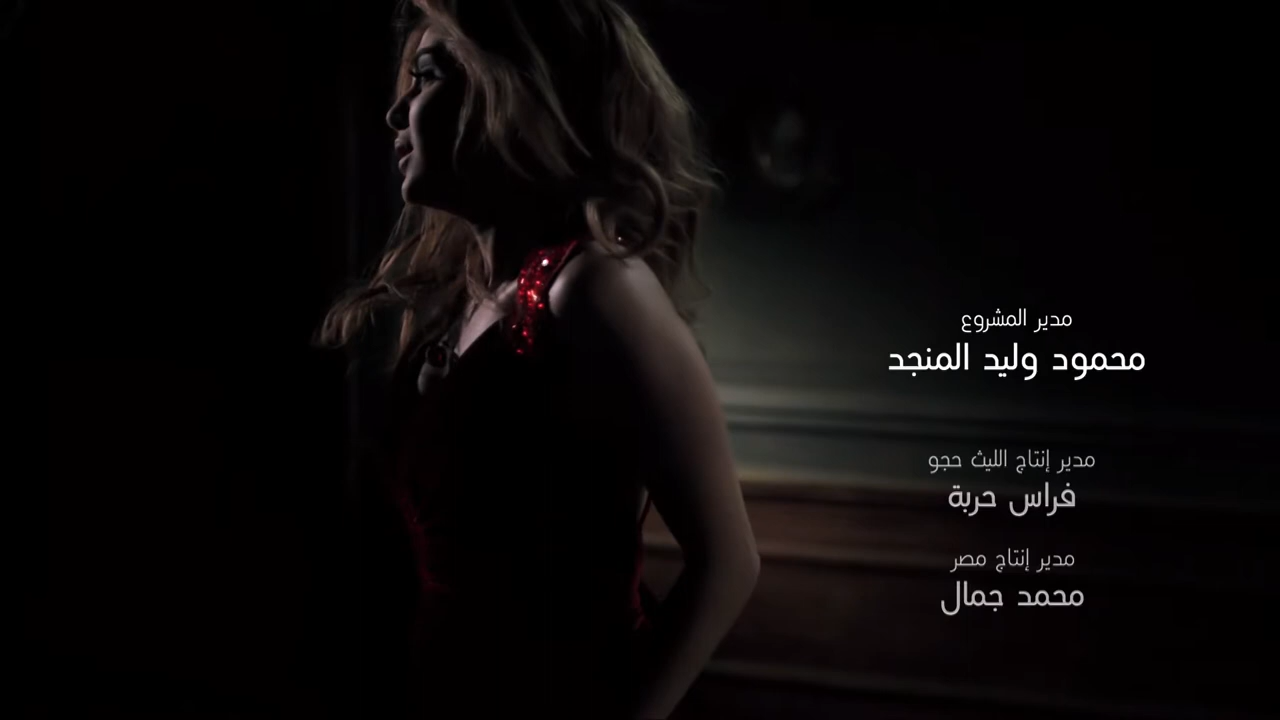 مدير المشروع
محمود وليد المنجد
مدير إنتاج الليث حجو
فراس حربة
مدير إنتاج مصر
محمد جمال